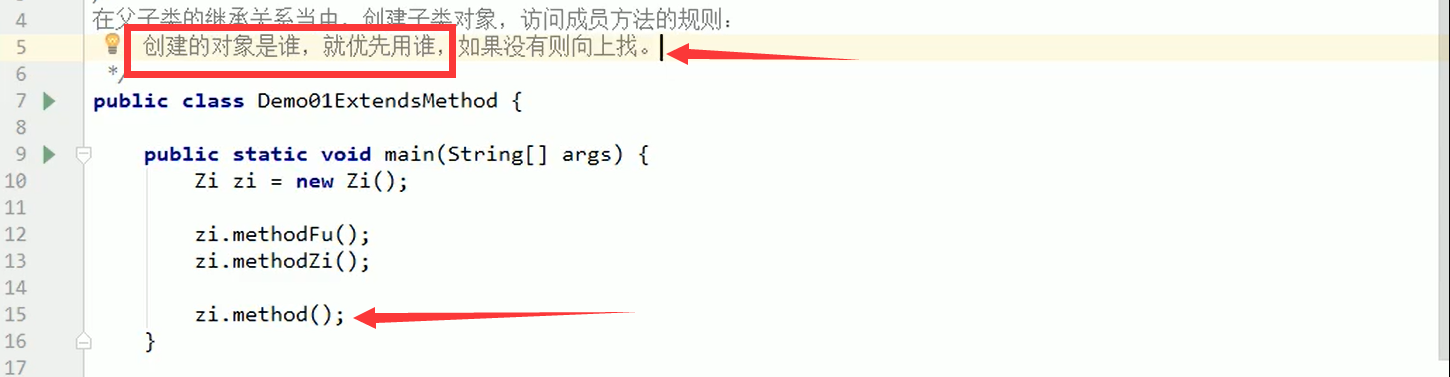 4 在父子类的继承关系当中，创建子类对象，访问成员方法的规则：
5 创建的对象是谁，就优先用谁，如果没有则向上找。
6 */
7 public class Demo01ExtendsMethod {
8
9 public static void main(String[] args) {
10 Zi zi = new Zi();
11
12 zi.methodFu();
13 zi.methodZi();
14
15 zi.method();
16 }
17